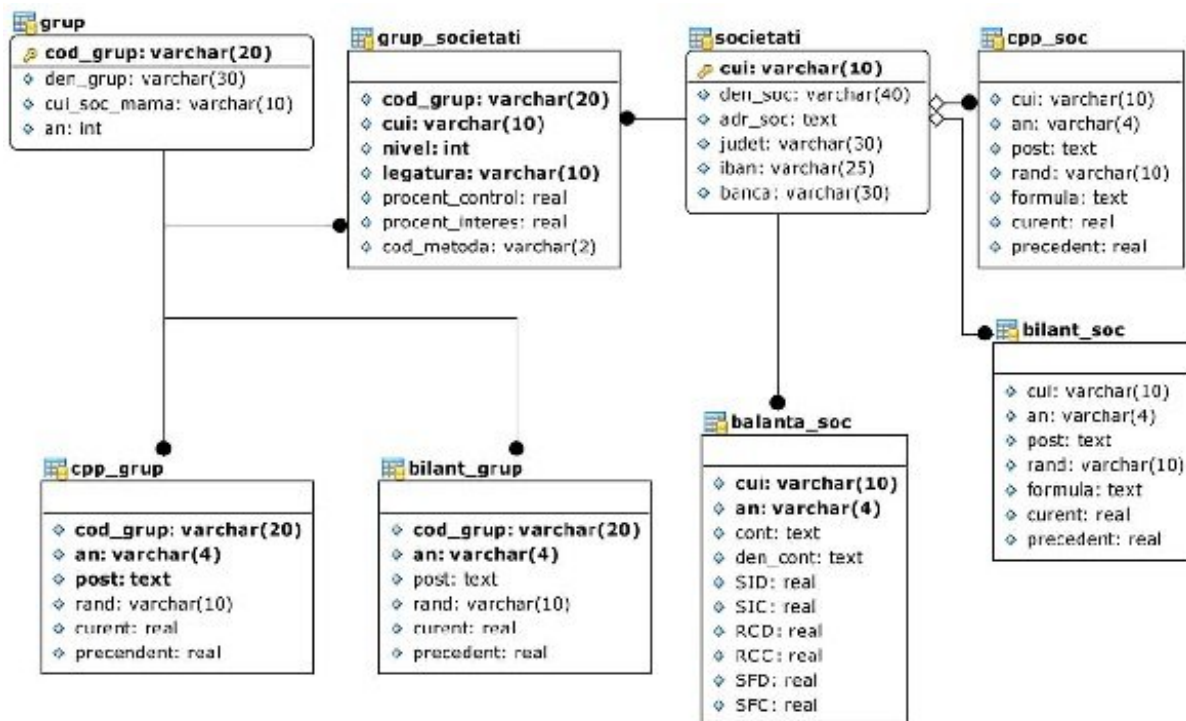 grup
cod_grup: varchar(20)
den_grup: varchar(30)
cui_soc_mama: varchar(10)
an: int
grup_societati
cod_grup: varchar(20)
cui: varchar(10)
nivel: int
legatura: varchar(10)
procent_control: real
procent_interes: real
cod_metoda: varchar(2)
societati
cui: varchar(10)
den_soc: varchar(40)
adr_soc: text
judet: varchar(30)
iban: varchar(25)
banca: varchar(30)
cpp_soc
cui: varchar(10)
an: varchar(4)
post: text
rand: varchar(10)
formula: text
curent: real
precedent: real
bilant_soc
cui: varchar(10)
an: varchar(4)
post: text
rand: varchar(10)
formula: text
curent: real
precedent: real
cpp_grup
cod_grup: varchar(20)
an: varchar(4)
post: text
rand: varchar(10)
curent: real
precendent: real
bilant_grup
cod_grup: varchar(20)
an: varchar(4)
post: text
rand: varchar(10)
curent: real
precedent: real
balanta_soc
cui: varchar(10)
an: varchar(4)
cont: text
den_cont: text
SID: real
SIC: real
RCD: real
RCC: real
SFD: real
SFC: real